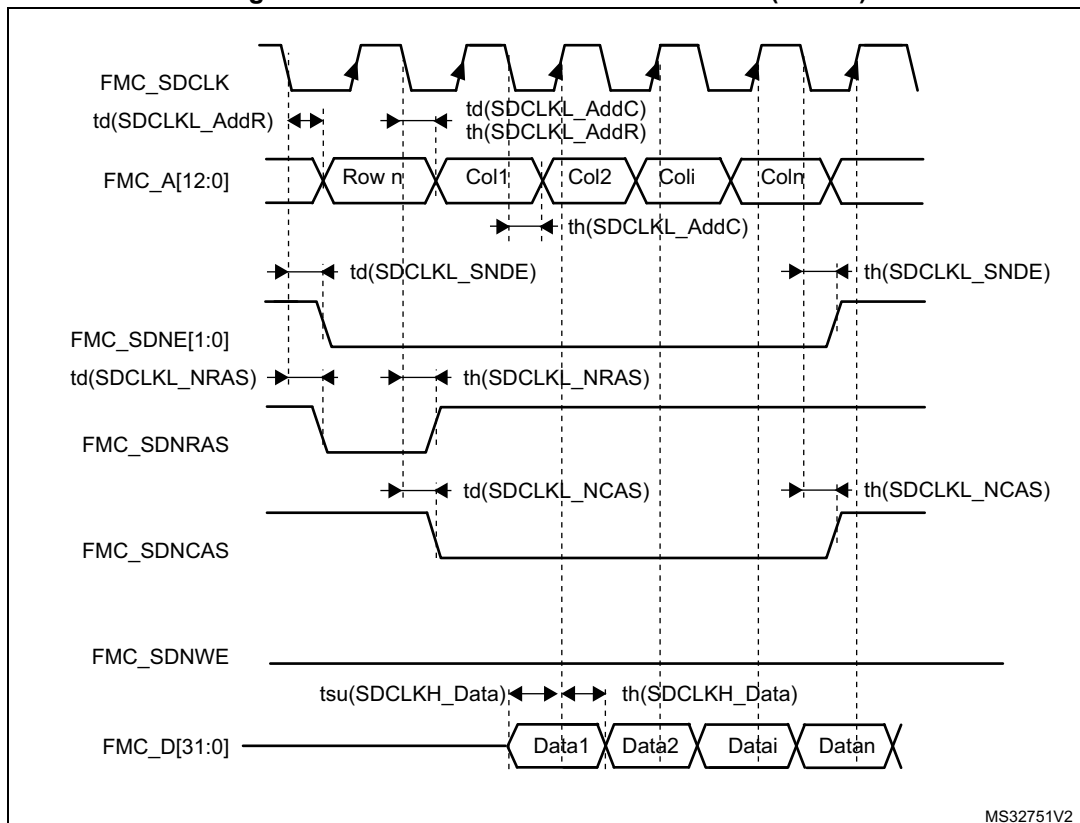 FMC_SDCLK
td(SDCLKL_AddR)
td(SDCLKL_AddC)
th(SDCLKL_AddR)
FMC_A[12:0]
Row n
Col1
Col2
Coli
Coln
th(SDCLKL_AddC)
td(SDCLKL_SNDE)
th(SDCLKL_SNDE)
FMC_SDNE[1:0]
td(SDCLKL_NRAS)
th(SDCLKL_NRAS)
FMC_SDNRAS
td(SDCLKL_NCAS)
th(SDCLKL_NCAS)
FMC_SDNCAS
FMC_SDNWE
tsu(SDCLKH_Data)
th(SDCLKH_Data)
FMC_D[31:0]
Data1
Data2
Datai
Datan
MS32751V2